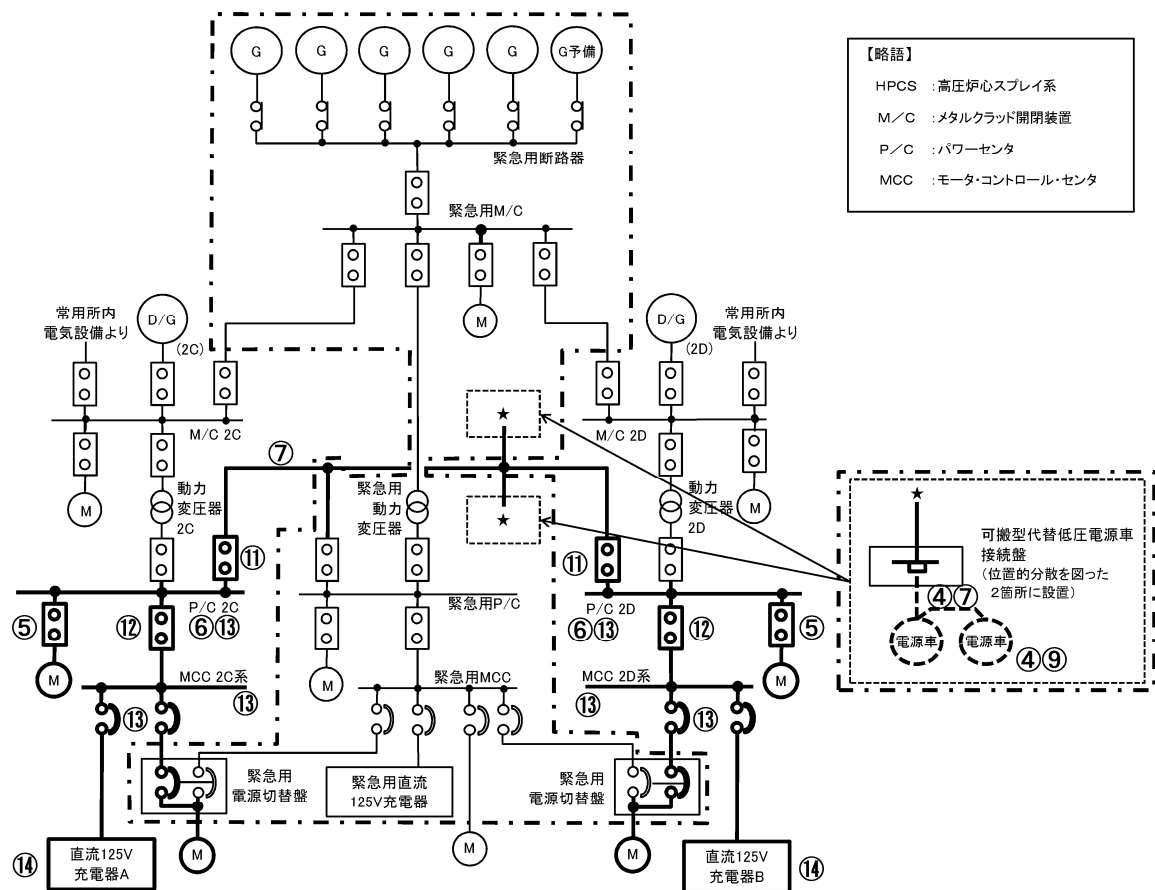 G G G G G G予備
【略語】
HPCS ：高圧炉心スプレイ系
M／C ：メタルクラッド開閉装置
P／C ：パワーセンタ
MCC ：モータ・コントロール・センタ
緊急用断路器
緊急用M/C
M
常用所内
電気設備より
D/G
(2C)
D/G
(2D)
常用所内
電気設備より
★
M/C 2C
M/C 2D
⑦
M
動力
変圧器
2C
緊急用
動力
変圧器
★
動力
変圧器
2D
M
★
可搬型代替低圧電源車
接続盤
(位置的分散を図った
2箇所に設置)
④⑦
電源車 電源車
④⑨
⑪
⑪
P/C 2C
⑥⑬
緊急用P/C
P/C 2D
⑥⑬
⑤
⑫
⑫
⑤
M
M
M
MCC 2C系
⑬
緊急用MCC
MCC 2D系
⑬
⑬
⑬
緊急用
電源切替盤
緊急用直流
125V充電器
緊急用
電源切替盤
⑭
直流125V
充電器A
M
M
M
直流125V
充電器B
⑭